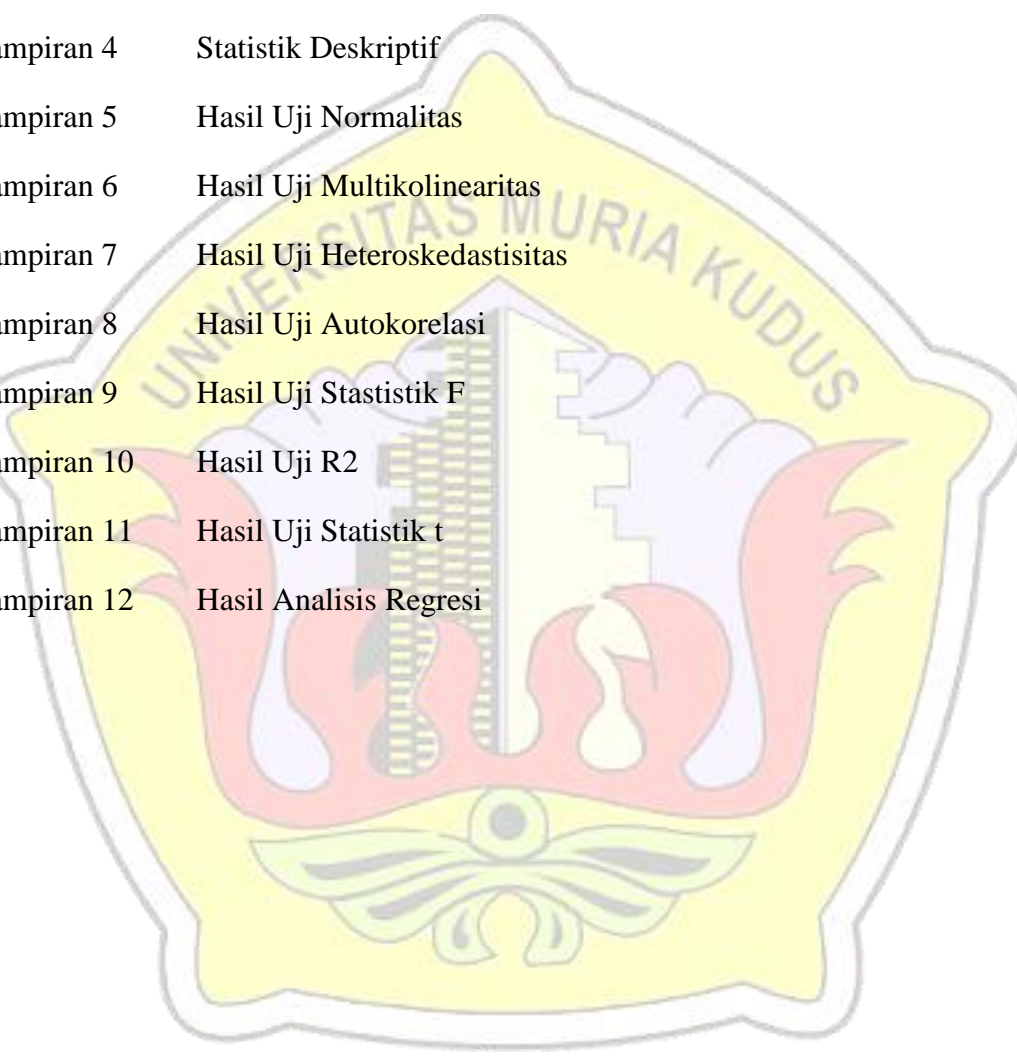 ampiran 4 Statistik Deskriptif
ampiran 5 Hasil Uji Normalitas
ampiran 6 Hasil Uji Multikolinearitas
ampiran 7 Hasil Uji Heteroskedastisitas
ampiran 8 Hasil Uji Autokorelasi
ampiran 9 Hasil Uji Stastistik F
ampiran 10 Hasil Uji R2
ampiran 11 Hasil Uji Statistik t
ampiran 12 Hasil Analisis Regresi
UNIVERSITAS MURIA KUDUS